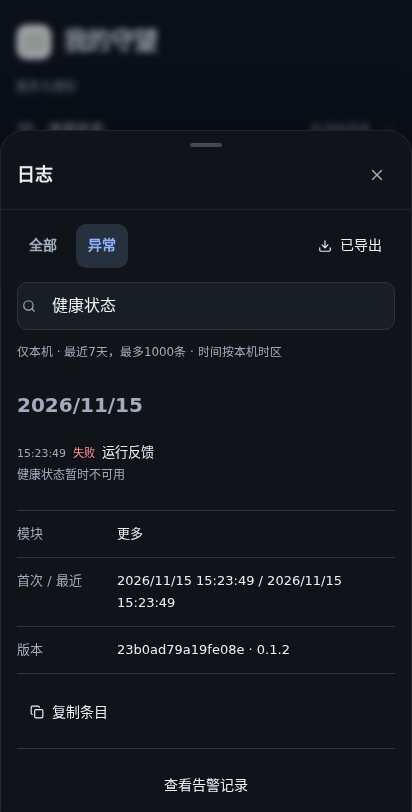 我的守望
日志
全部
异常
已导出
健康状态
仅本机 · 最近7天，最多1000条 · 时间按本机时区
2026/11/15
15:23:49 失败 运行反馈
健康状态暂时不可用
模块 更多
首次 / 最近 2026/11/15 15:23:49 / 2026/11/15
15:23:49
版本 23b0ad79a19fe08e · 0.1.2
复制条目
查看告警记录